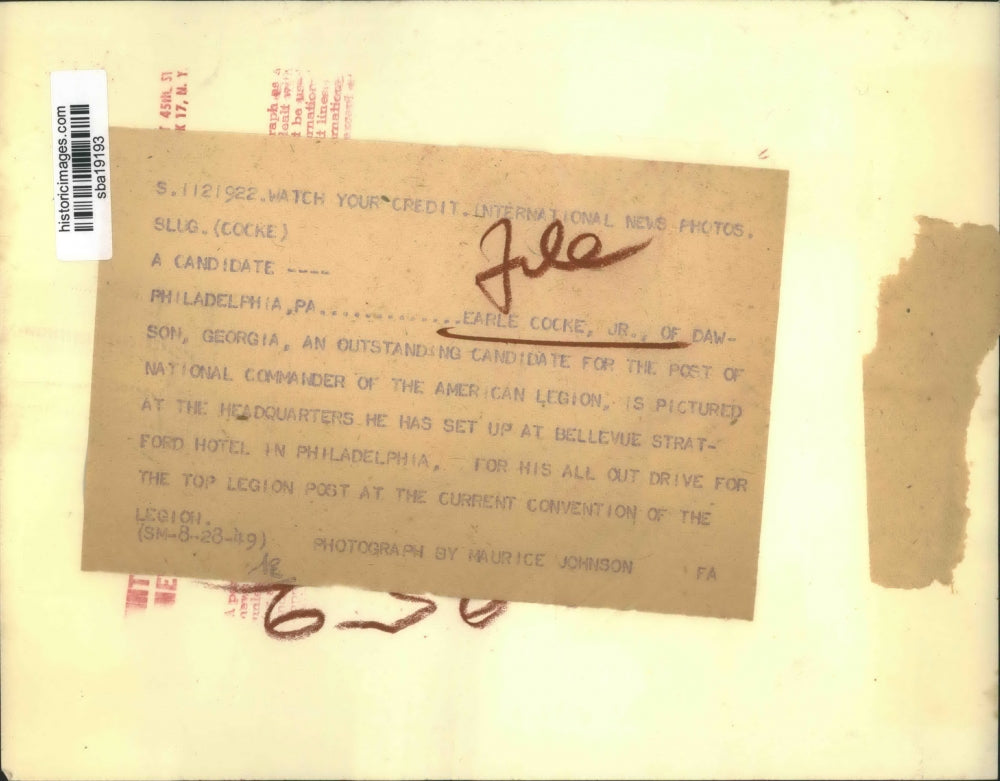 historicimages.com
sba19193
S.1121922.WATCH YOUR CREDIT.INTERNATIONAL NEWS PHOTOS.
SLUG.(COCKE)
File
A CANDIDATE ----
PHILADELPHIA,PA..............EARLE COCKE, JR., OF DAW-
SON, GEORGIA, AN OUTSTANDING CANDIDATE FOR THE POST OF
NATIONAL COMMANDER OF THE AMERICAN LEGION, IS PICTURED
AT THE HEADQUARTERS HE HAS SET UP AT BELLEVUE STRAT-
FORD HOTEL IN PHILADELPHIA, FOR HIS ALL OUT DRIVE FOR
THE TOP LEGION POST AT THE CURRENT CONVENTION OF THE
LEGION.
(SM-8-28-49) PHOTOGRAPH BY MAURICE JOHNSON FA